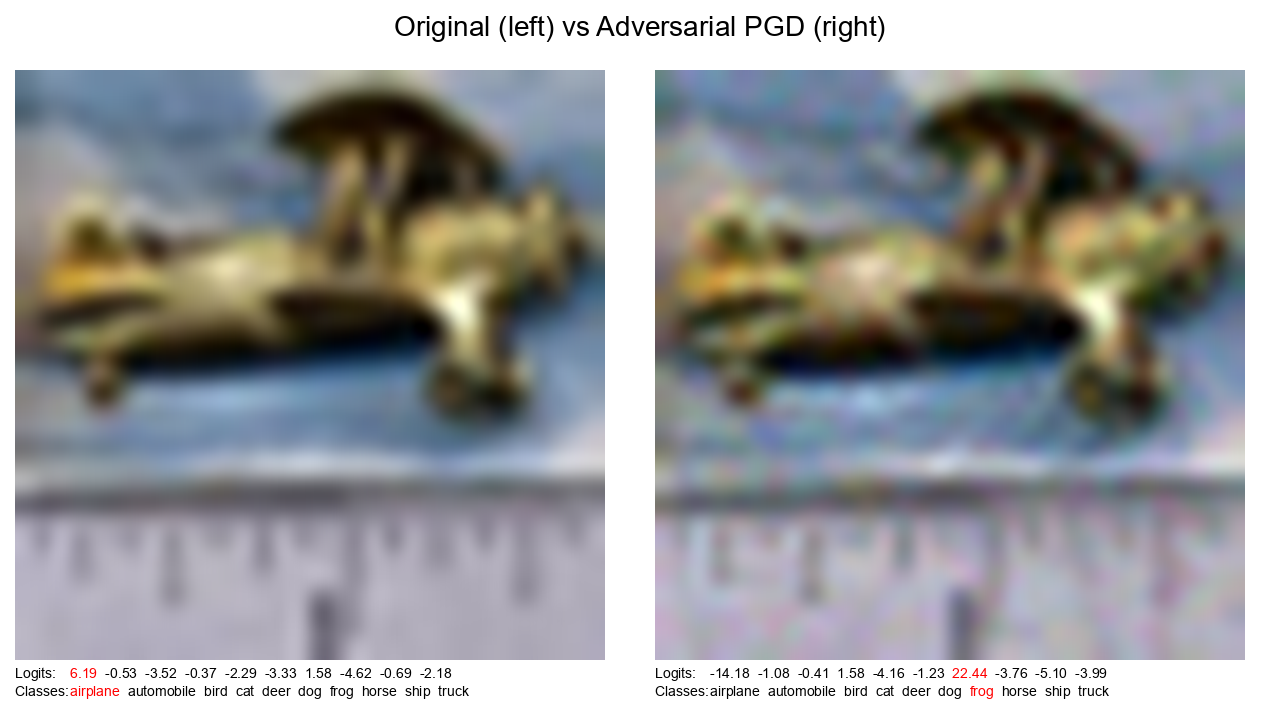 Original (left) vs Adversarial PGD (right)
Logits: 6.19 -0.53 -3.52 -0.37 -2.29 -3.33 1.58 -4.62 -0.69 -2.18
Classes: airplane automobile bird cat deer dog frog horse ship truck
Logits: -14.18 -1.08 -0.41 1.58 -4.16 -1.23 22.44 -3.76 -5.10 -3.99
Classes: airplane automobile bird cat deer dog frog horse ship truck